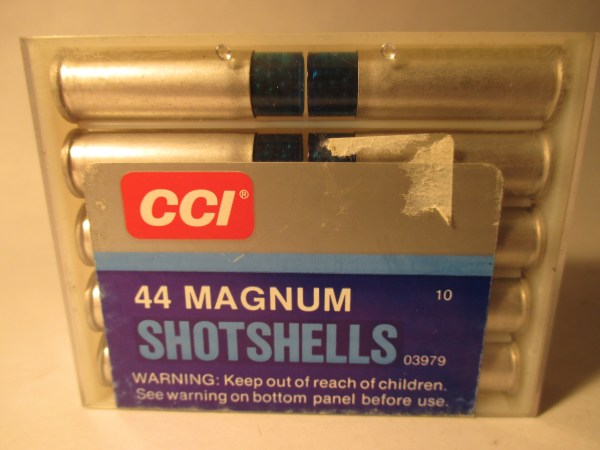 CCI®
44 MAGNUM 10
SHOTSHELLS 03979
WARNING: Keep out of reach of children.
See warning on bottom panel before use.